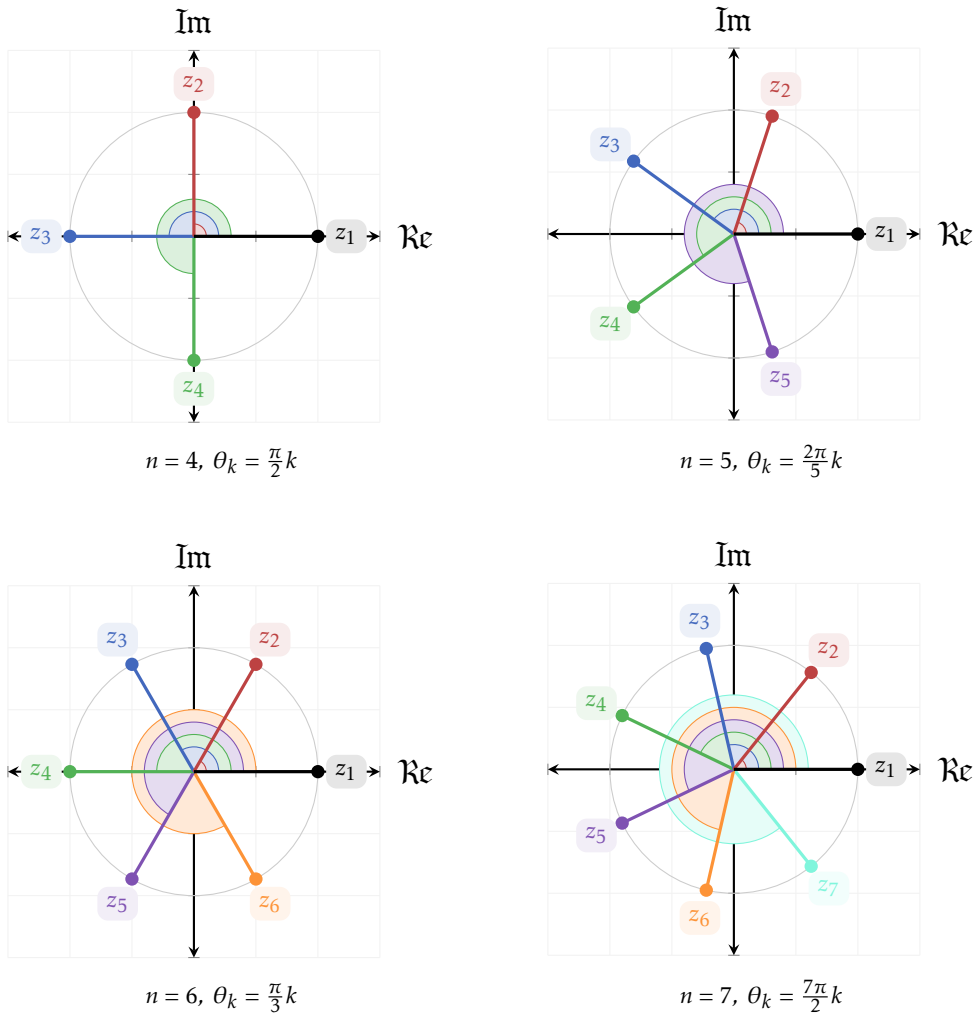 Im
Im
z2
z2
z3
z3
z1
Re
z1
Re
z4
z4
z5
n = 4, θk = π/2 k
n = 5, θk = 2π/5 k
Im
Im
z3
z2
z3
z2
z4
z4
z1
Re
z1
Re
z5
z5
z6
z7
z6
n = 6, θk = π/3 k
n = 7, θk = 7π/2 k